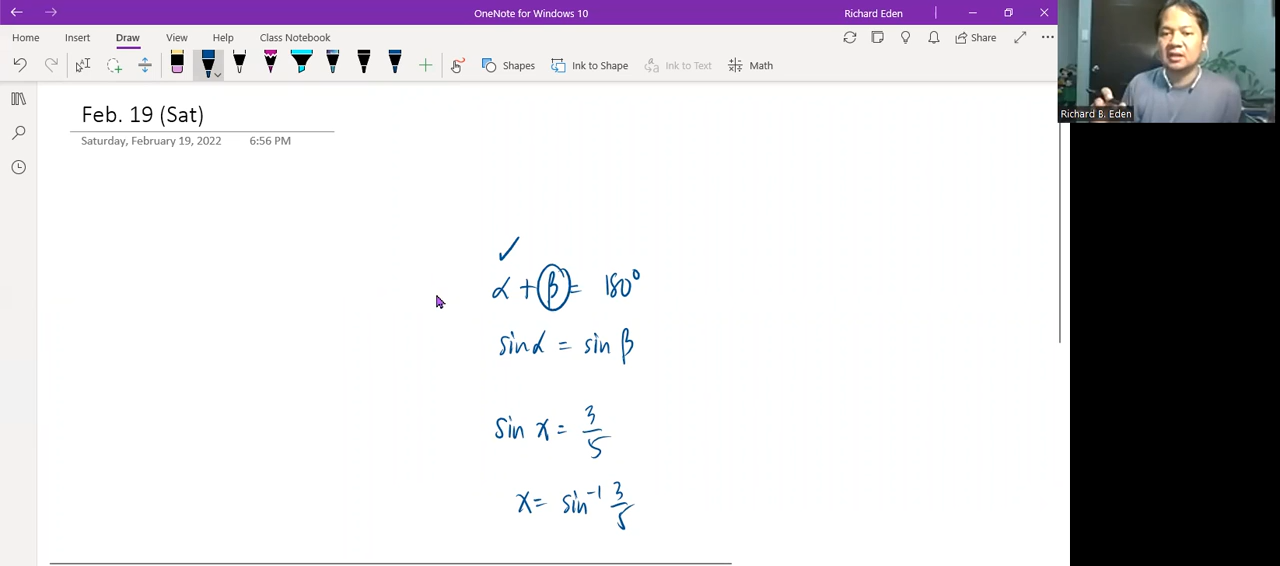 OneNote for Windows 10
Richard Eden
Home Insert Draw View Help Class Notebook
Share
Shapes Ink to Shape Ink to Text Math
Richard B. Eden
Feb. 19 (Sat)
Saturday, February 19, 2022 6:56 PM
✓
α + β = 180°
sin α = sin β
sin x = 3/5
x = sin⁻¹ 3/5